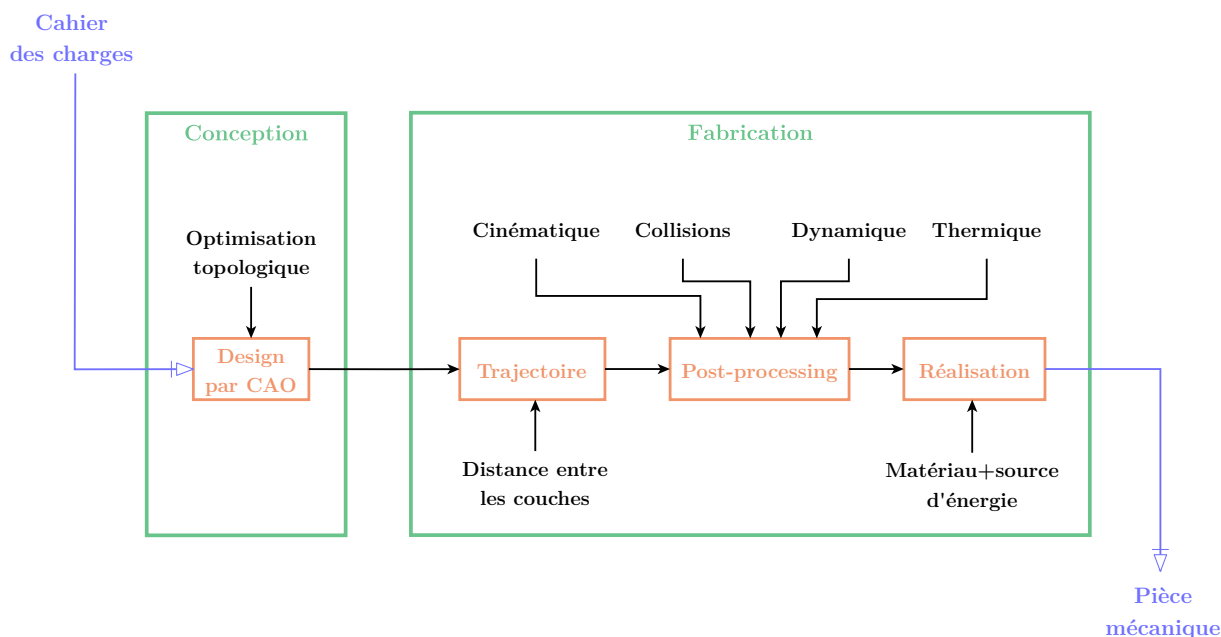 Cahier
des charges
Conception
Fabrication
Optimisation
topologique
Cinématique
Collisions
Dynamique
Thermique
Design
par CAO
Trajectoire
Post-processing
Réalisation
Distance entre
les couches
Matériau+source
d'énergie
Pièce
mécanique